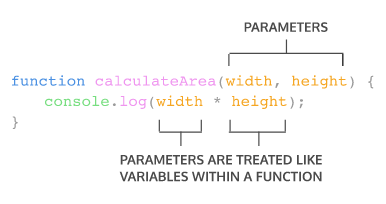 PARAMETERS
function calculateArea(width, height) {
console.log(width * height);
}
PARAMETERS ARE TREATED LIKE
VARIABLES WITHIN A FUNCTION